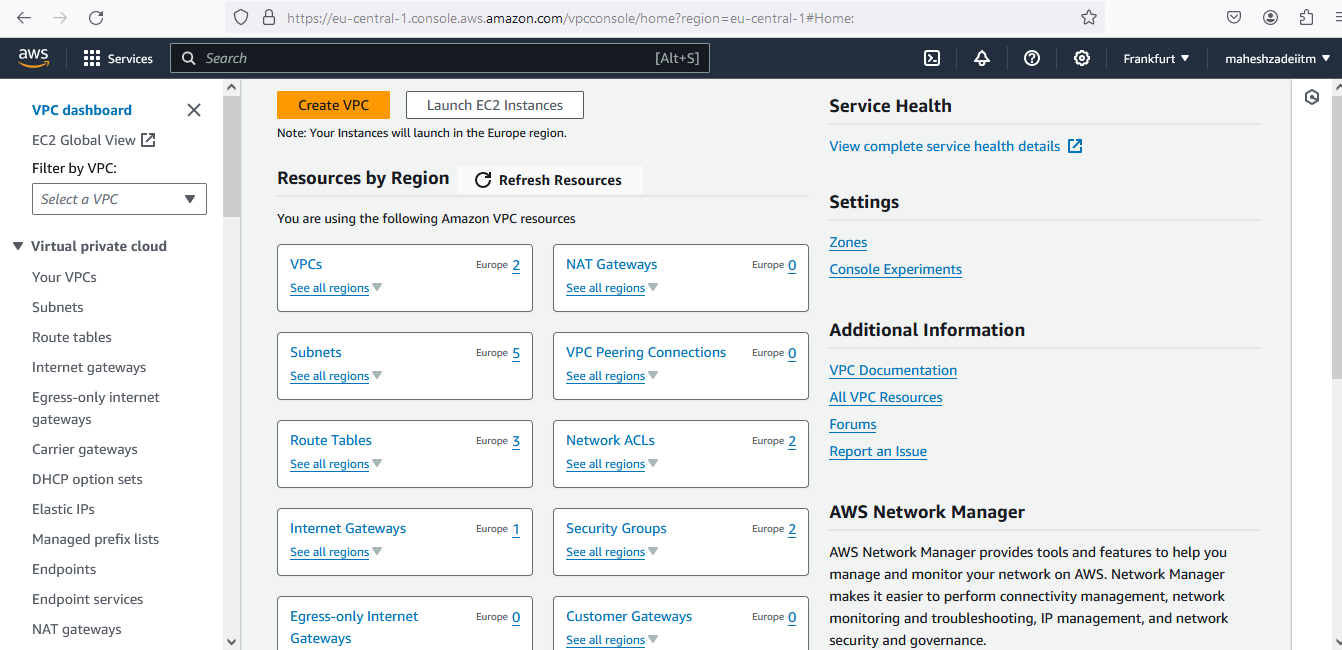 https://eu-central-1.console.aws.amazon.com/vpcconsole/home?region=eu-central-1#Home:
aws
Services
Search
[Alt+S]
Frankfurt
maheshzadeiitm
VPC dashboard
EC2 Global View
Filter by VPC:
Select a VPC
Virtual private cloud
Your VPCs
Subnets
Route tables
Internet gateways
Egress-only internet
gateways
Carrier gateways
DHCP option sets
Elastic IPs
Managed prefix lists
Endpoints
Endpoint services
NAT gateways
Create VPC
Launch EC2 Instances
Note: Your Instances will launch in the Europe region.
Resources by Region
Refresh Resources
You are using the following Amazon VPC resources
VPCs
Europe 2
See all regions
NAT Gateways
Europe 0
See all regions
Subnets
Europe 5
See all regions
VPC Peering Connections
Europe 0
See all regions
Route Tables
Europe 3
See all regions
Network ACLs
Europe 2
See all regions
Internet Gateways
Europe 1
See all regions
Security Groups
Europe 2
See all regions
Egress-only Internet
Gateways
Europe 0
Customer Gateways
Europe 0
See all regions
Service Health
View complete service health details
Settings
Zones
Console Experiments
Additional Information
VPC Documentation
All VPC Resources
Forums
Report an Issue
AWS Network Manager
AWS Network Manager provides tools and features to help you
manage and monitor your network on AWS. Network Manager
makes it easier to perform connectivity management, network
monitoring and troubleshooting, IP management, and network
security and governance.